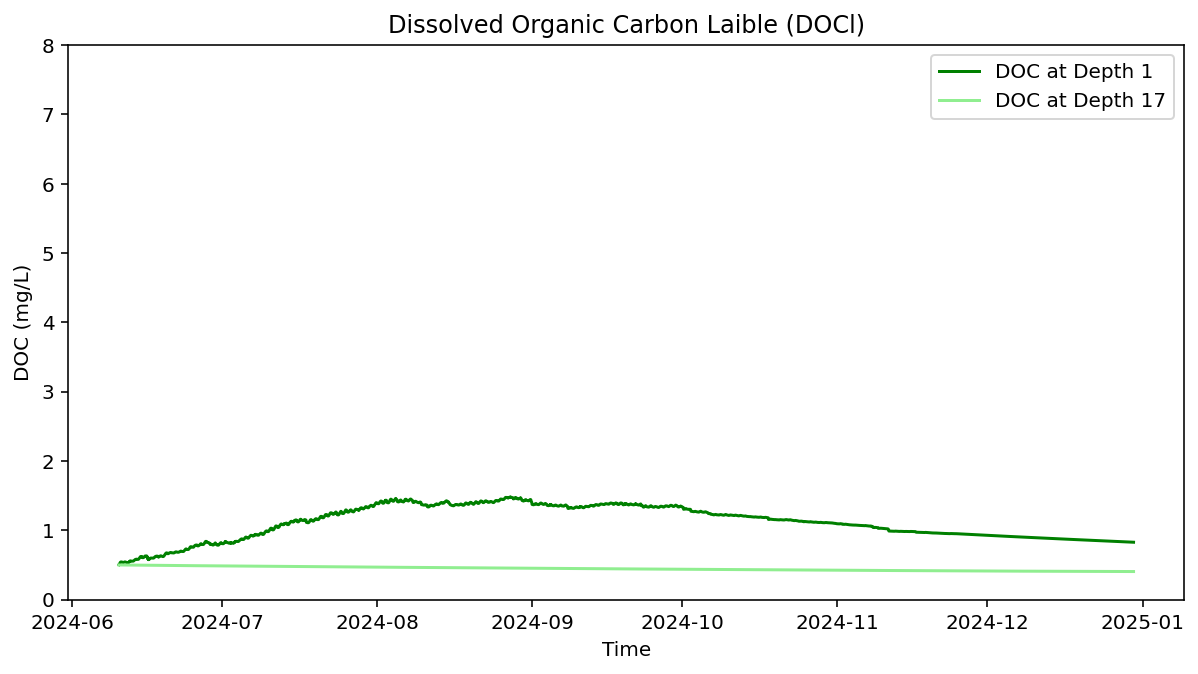 Dissolved Organic Carbon Laible (DOCl)
DOC at Depth 1
DOC at Depth 17
DOC (mg/L)
8
7
6
5
4
3
2
1
0
2024-06 2024-07 2024-08 2024-09 2024-10 2024-11 2024-12 2025-01
Time